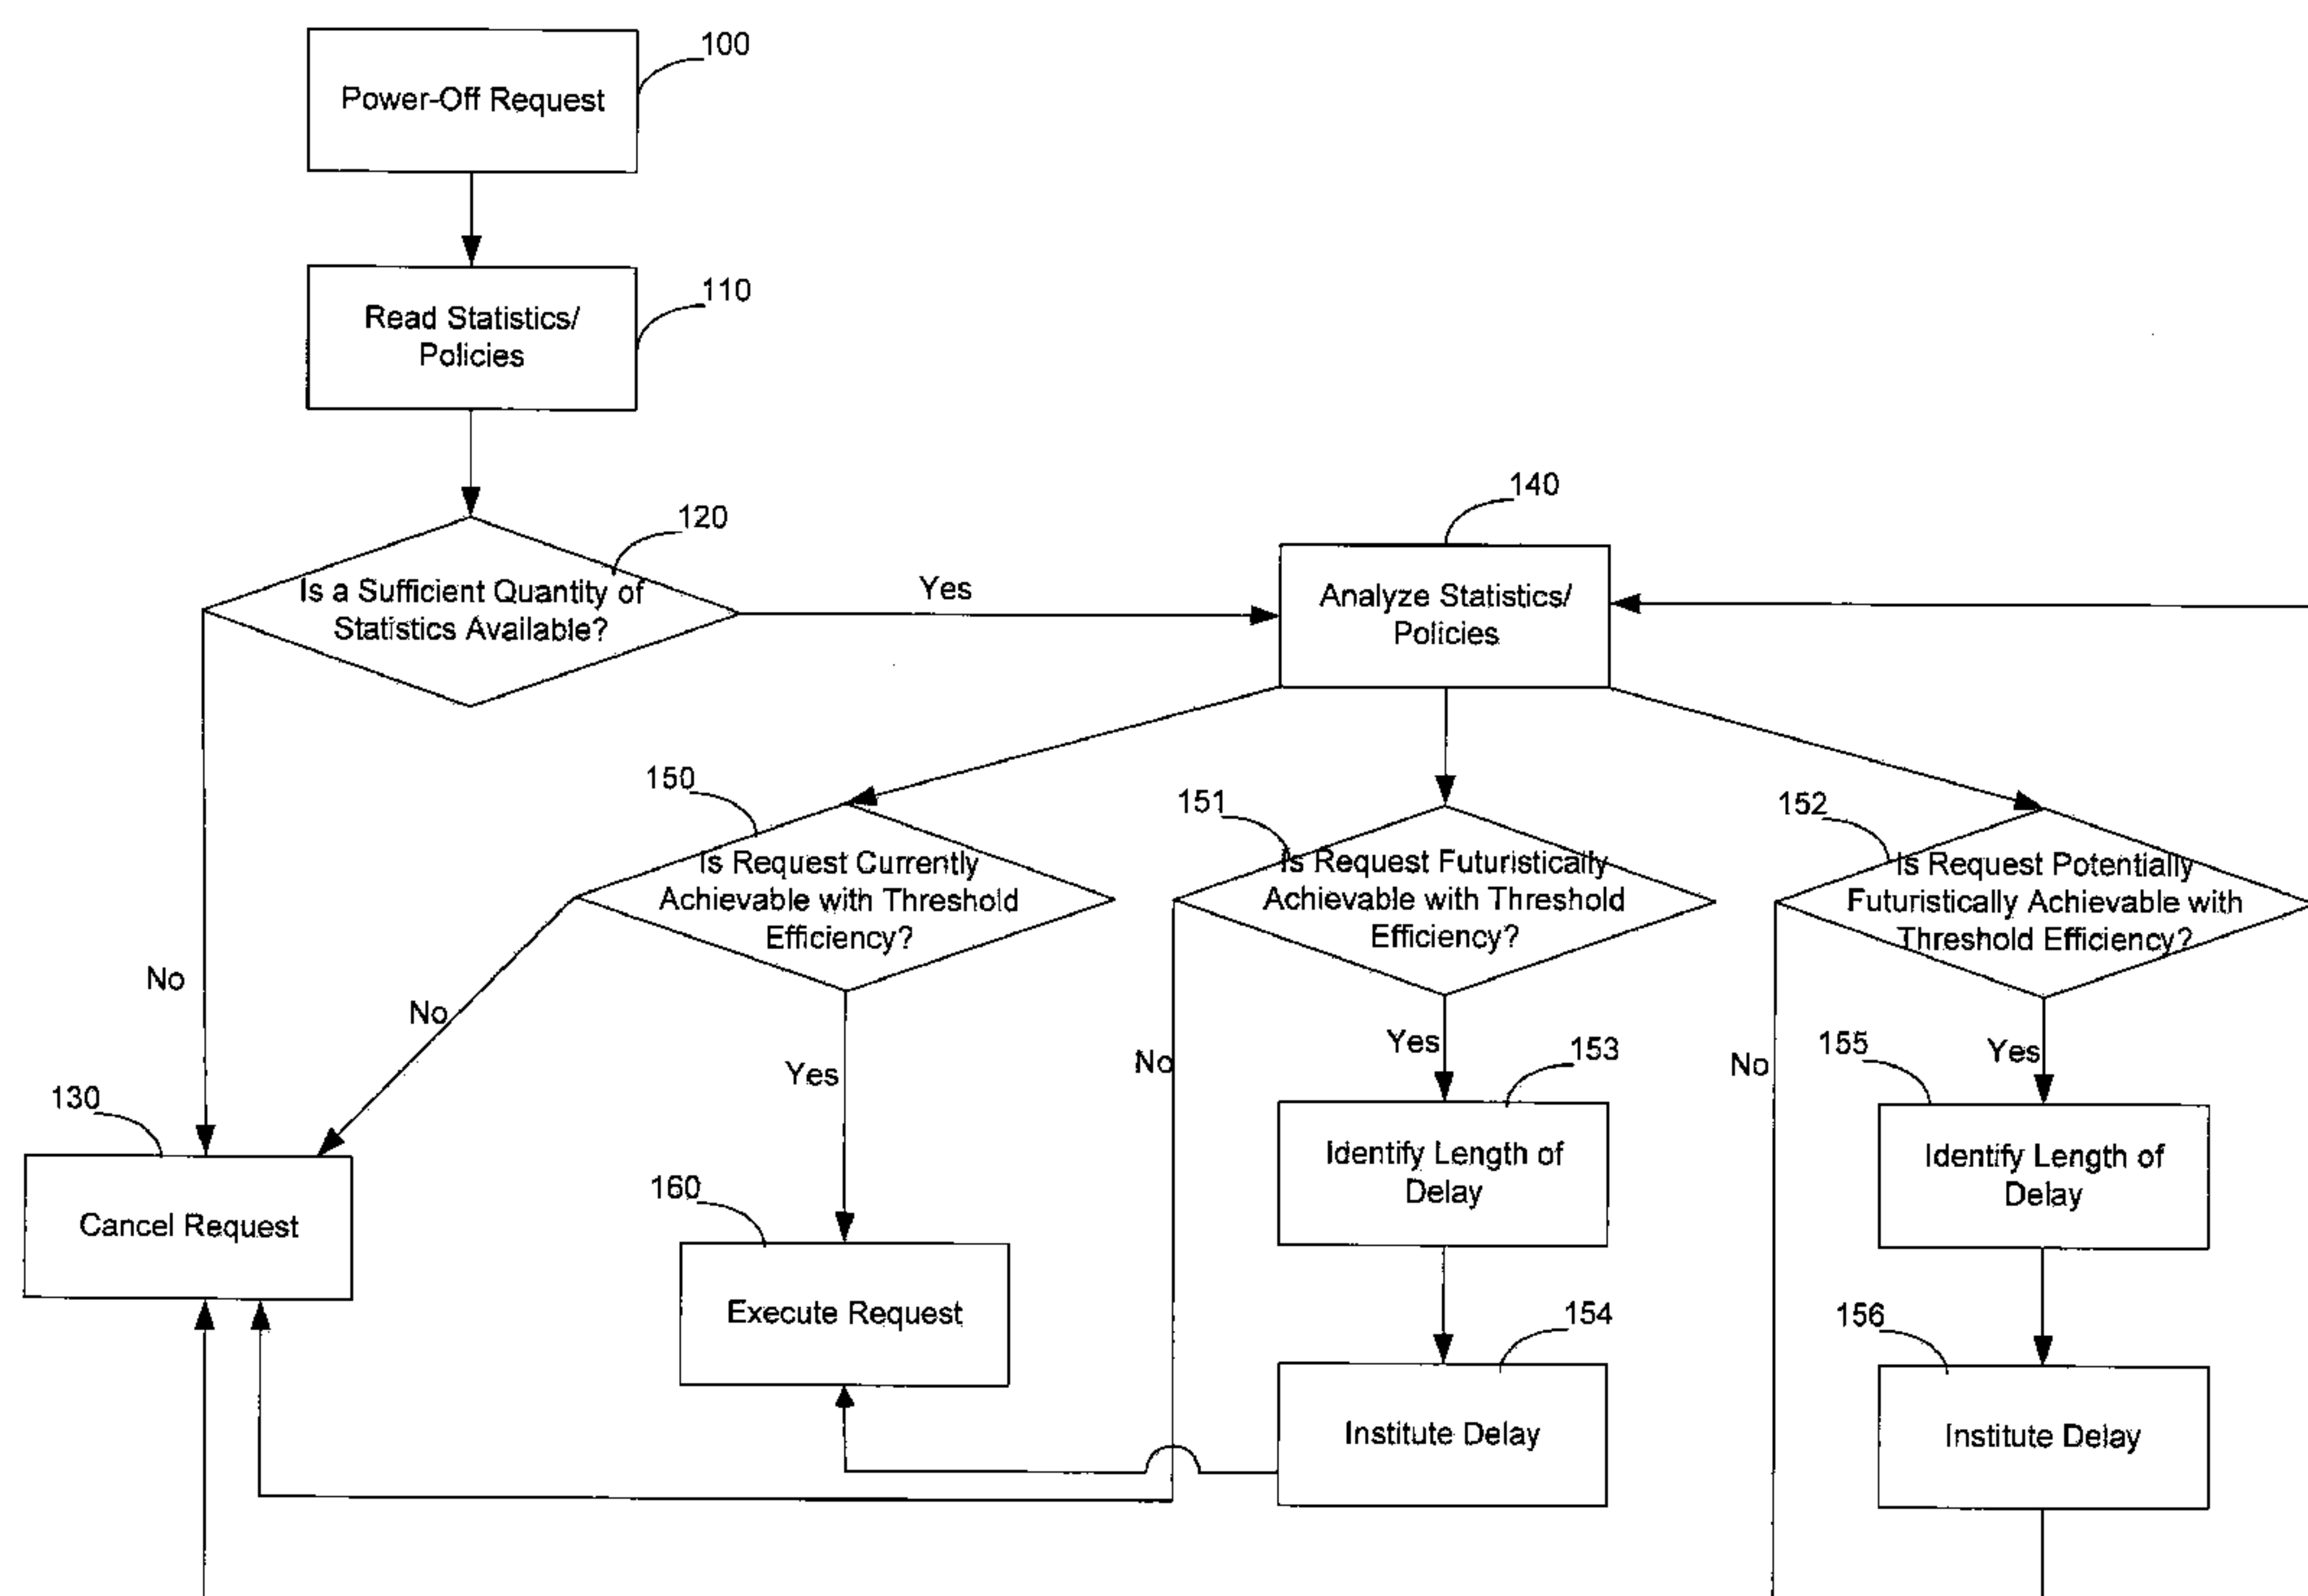 100
Power-Off Request
110
Read Statistics/
Policies
120
Is a Sufficient Quantity of
Statistics Available?
Yes
No
140
Analyze Statistics/
Policies
150
Is Request Currently
Achievable with Threshold
Efficiency?
No
Yes
151
Is Request Futuristically
Achievable with Threshold
Efficiency?
No
Yes
152
Is Request Potentially
Futuristically Achievable with
Threshold Efficiency?
No
Yes
130
Cancel Request
160
Execute Request
153
Identify Length of
Delay
155
Identify Length of
Delay
154
Institute Delay
156
Institute Delay